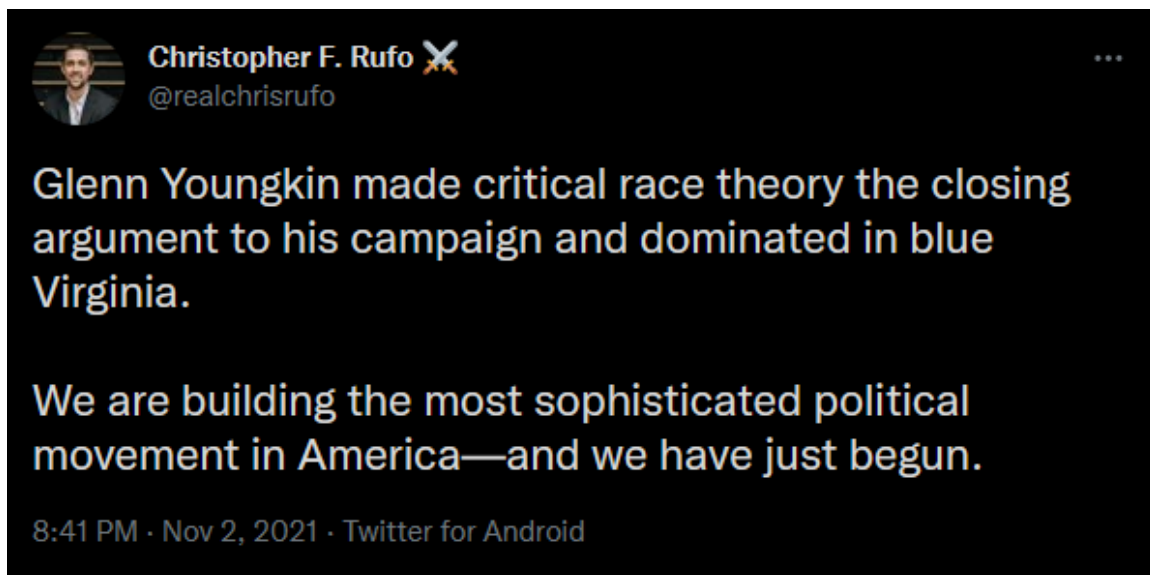 Christopher F. Rufo ⚔️
@realchrisrufo
Glenn Youngkin made critical race theory the closing
argument to his campaign and dominated in blue
Virginia.
We are building the most sophisticated political
movement in America—and we have just begun.
8:41 PM · Nov 2, 2021 · Twitter for Android